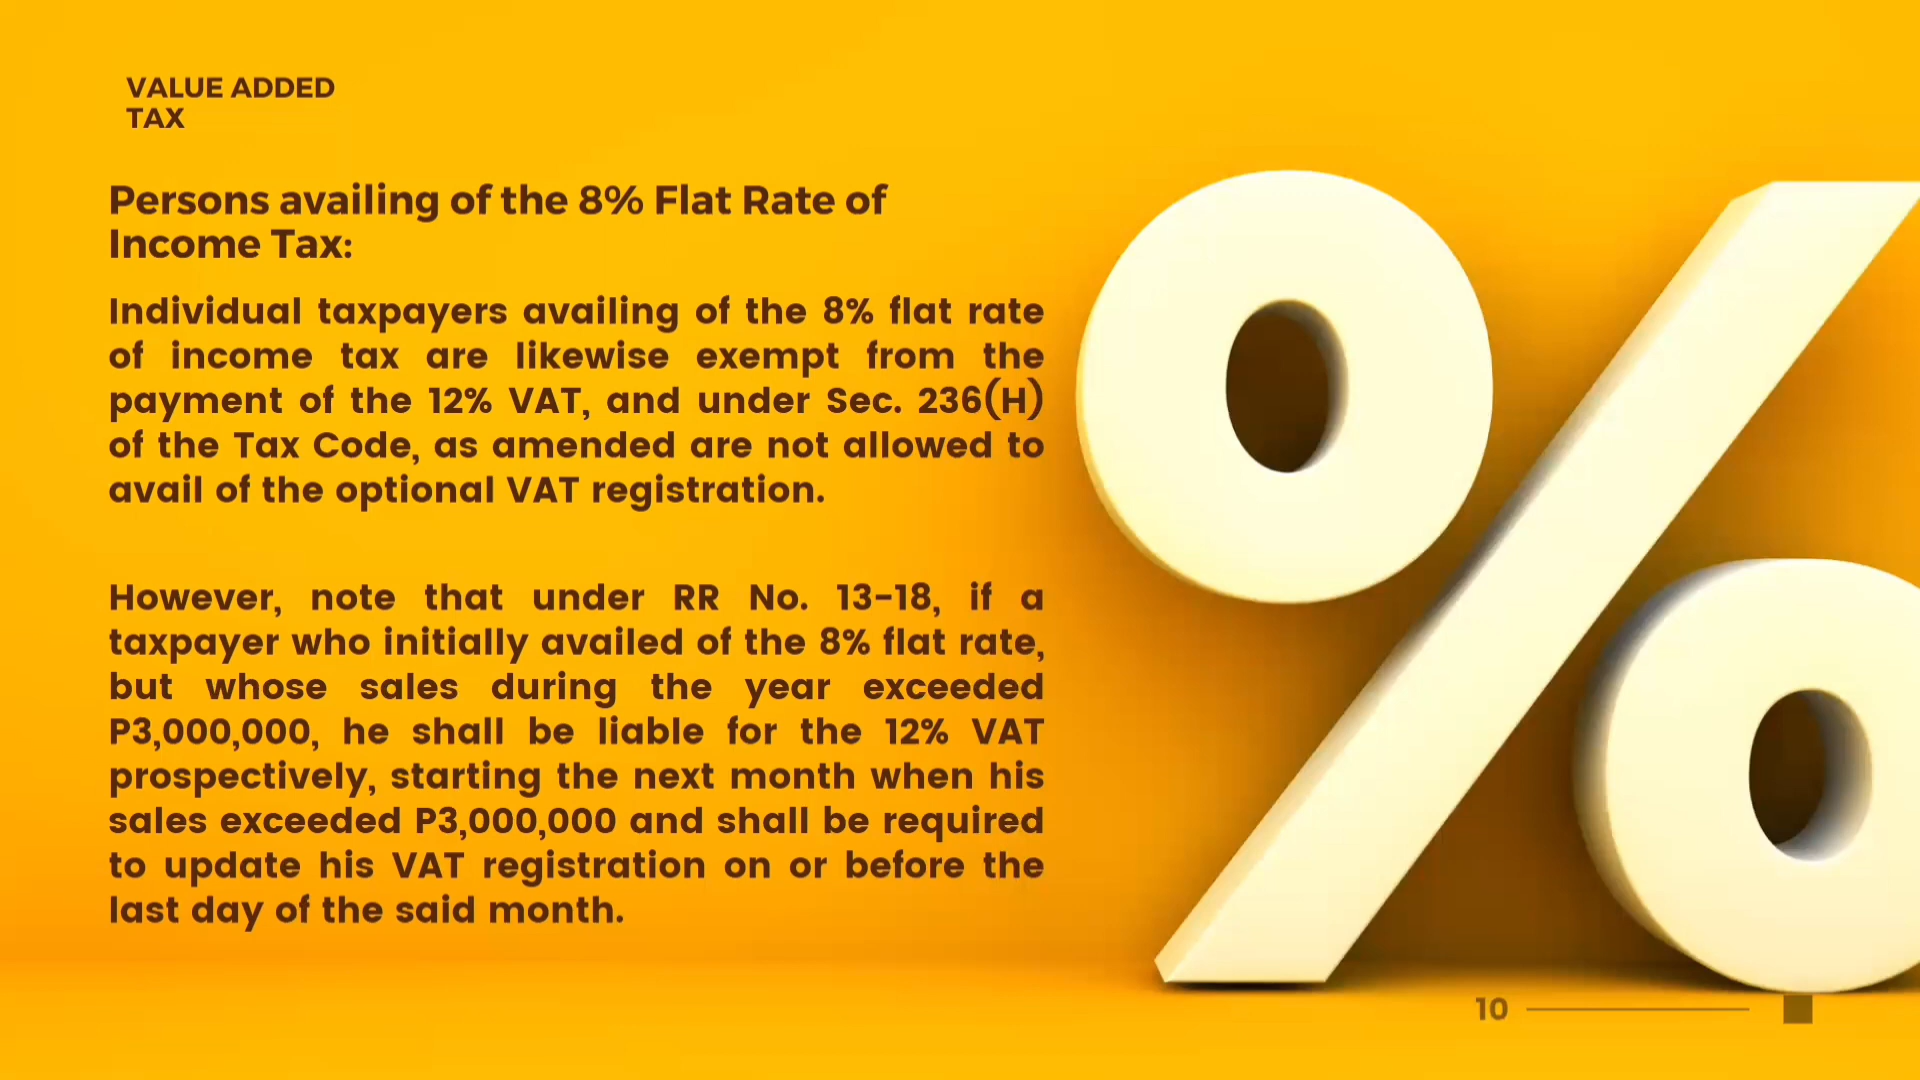 VALUE ADDED
TAX
Persons availing of the 8% Flat Rate of
Income Tax:
Individual taxpayers availing of the 8% flat rate
of income tax are likewise exempt from the
payment of the 12% VAT, and under Sec. 236(H)
of the Tax Code, as amended are not allowed to
avail of the optional VAT registration.
However, note that under RR No. 13-18, if a
taxpayer who initially availed of the 8% flat rate,
but whose sales during the year exceeded
P3,000,000, he shall be liable for the 12% VAT
prospectively, starting the next month when his
sales exceeded P3,000,000 and shall be required
to update his VAT registration on or before the
last day of the said month.
%
10